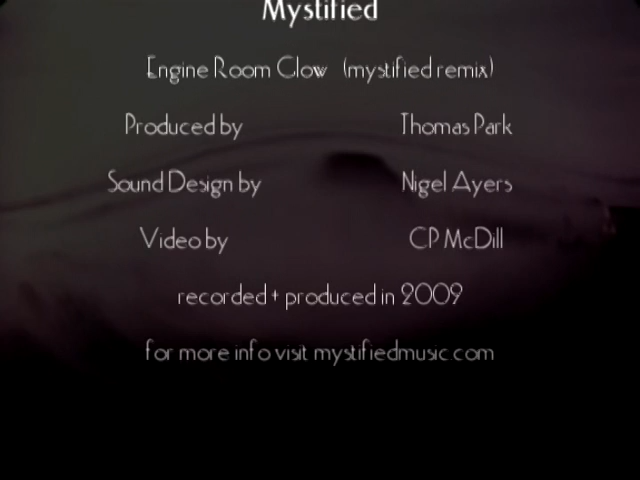 Mystified
Engine Room Glow (mystified remix)
Produced by Thomas Park
Sound Design by Nigel Ayers
Video by CP McDill
recorded + produced in 2009
for more info visit mystifiedmusic.com